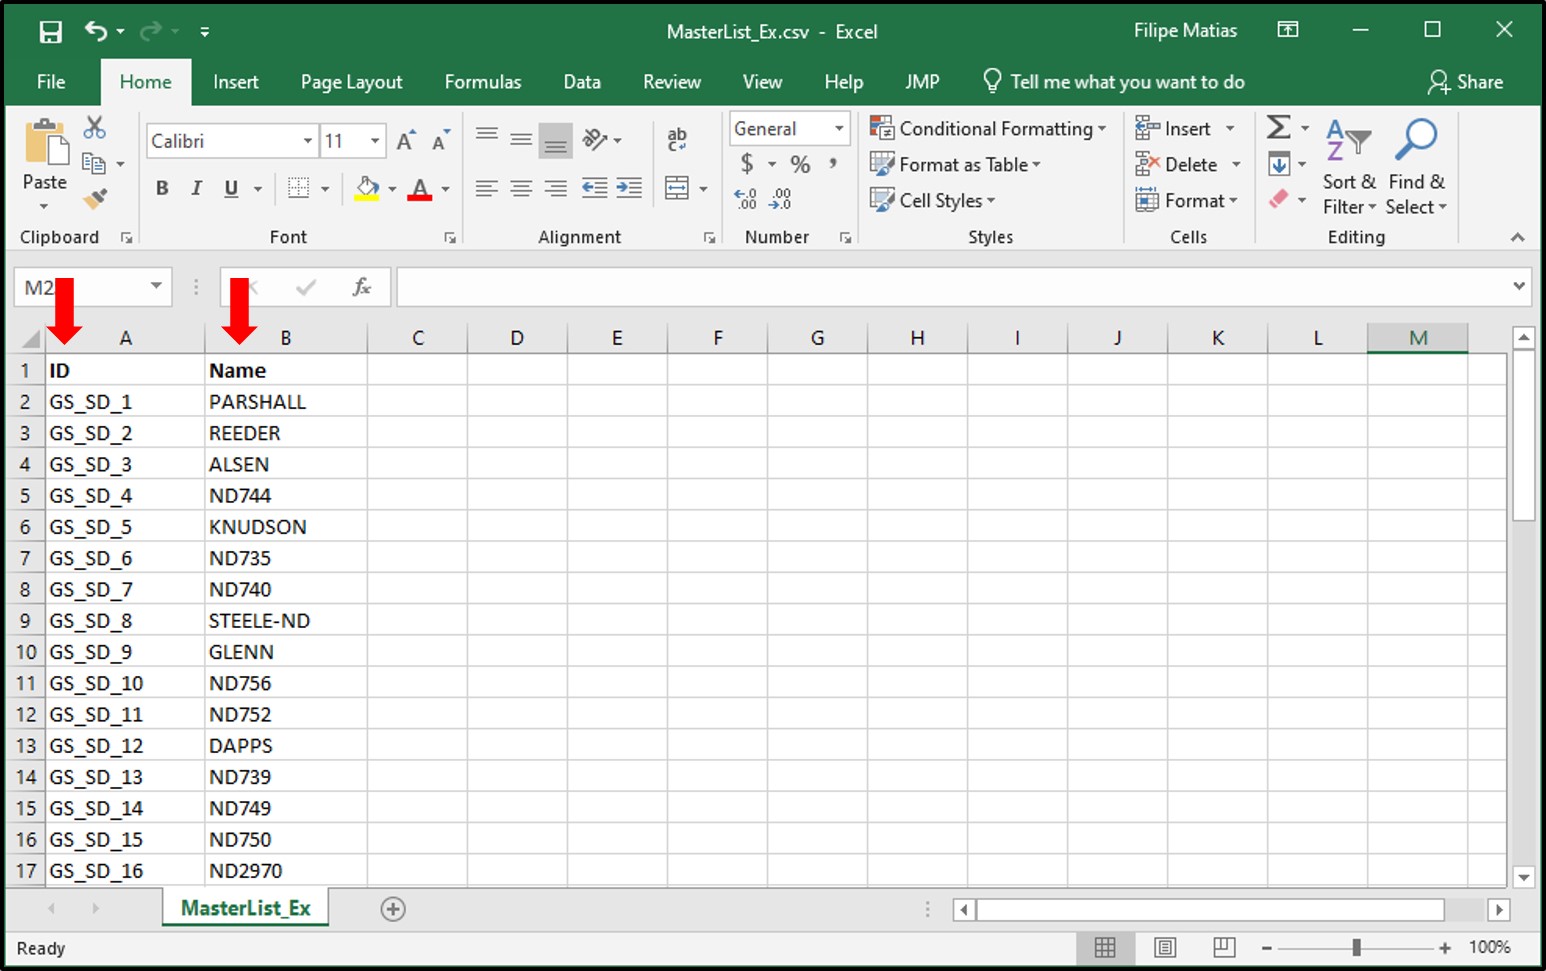 MasterList_Ex.csv - Excel
Filipe Matias
File Home Insert Page Layout Formulas Data Review View Help JMP Tell me what you want to do Share
Paste
Clipboard
Calibri 11
B I U A
Font
ab
Alignment
General
$ % ,
Number
Conditional Formatting
Format as Table
Cell Styles
Styles
Insert
Delete
Format
Cells
Sort & Filter
Find & Select
Editing
M2
fx
A B C D E F G H I J K L M
1 ID Name
2 GS_SD_1 PARSHALL
3 GS_SD_2 REEDER
4 GS_SD_3 ALSEN
5 GS_SD_4 ND744
6 GS_SD_5 KNUDSON
7 GS_SD_6 ND735
8 GS_SD_7 ND740
9 GS_SD_8 STEELE-ND
10 GS_SD_9 GLENN
11 GS_SD_10 ND756
12 GS_SD_11 ND752
13 GS_SD_12 DAPPS
14 GS_SD_13 ND739
15 GS_SD_14 ND749
16 GS_SD_15 ND750
17 GS_SD_16 ND2970
MasterList_Ex
Ready
100%